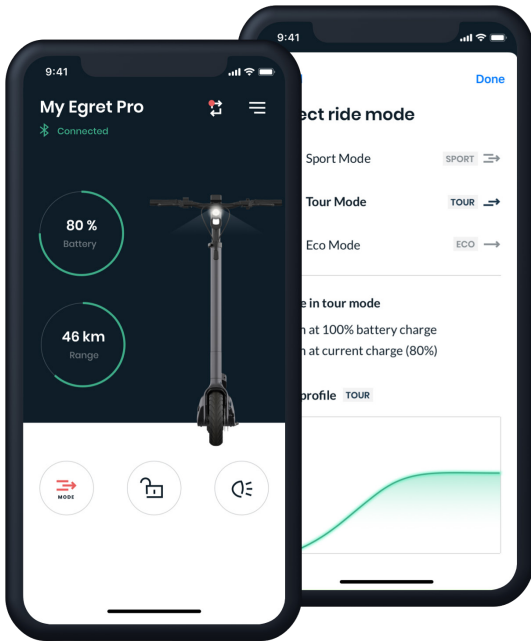 9:41
My Egret Pro
Connected
80 %
Battery
46 km
Range
MODE
9:41
Done
ect ride mode
Sport Mode
SPORT
Tour Mode
TOUR
Eco Mode
ECO
e in tour mode
n at 100% battery charge
n at current charge (80%)
profile TOUR